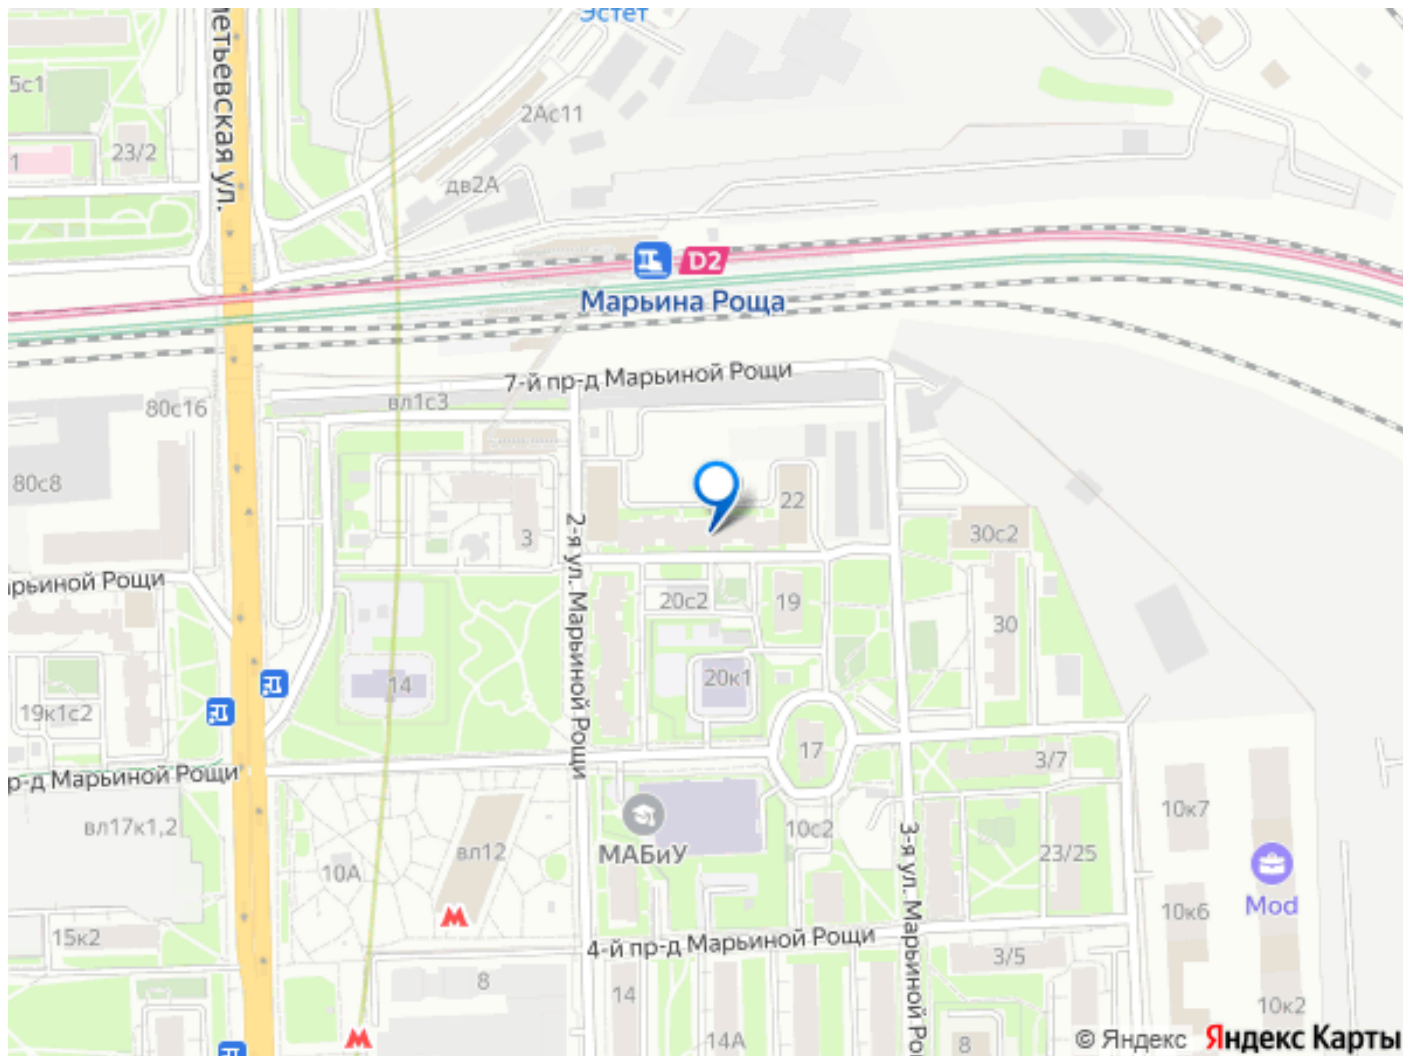 Эстет
метьевская ул.
5с1
23/2
1
2Ас11
дв2А
D2
Марьина Роща
7-й пр-д Марьиной Рощи
80с16
вл1с3
80с8
3
22
30с2
2-я ул. Марьиной Рощи
арьиной Рощи
20с2
19
30
14
20к1
19к1с2
17
3/7
р-д Марьиной Рощи
вл17к1,2
МАБиУ
10с2
10к7
вл12
10А
23/25
3-я ул. Марьиной Ро
Mod
10к6
15к2
4-й пр-д Марьиной Рощи
3/5
8
14
10к2
14А
8
© Яндекс Яндекс Карты